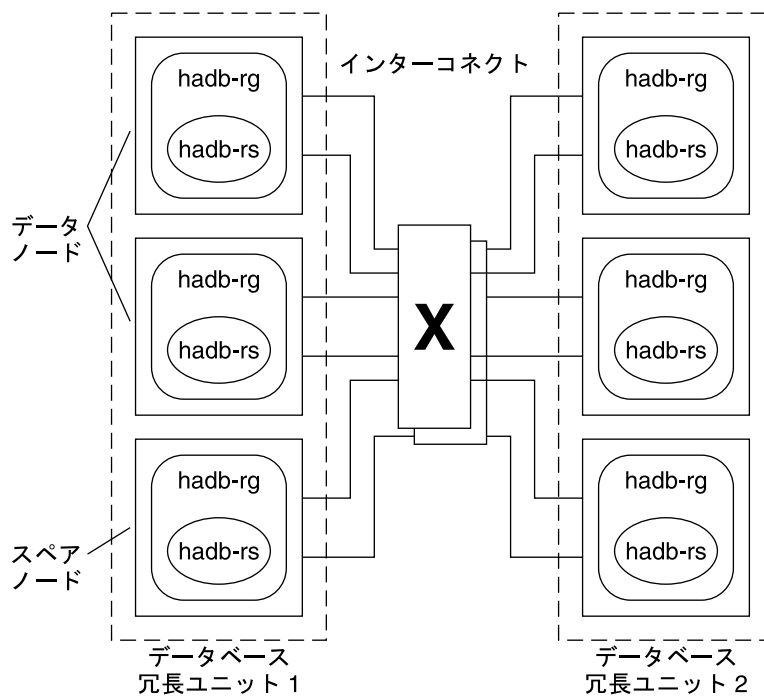 インターコネクト
hadb-rg
hadb-rs
hadb-rg
hadb-rs
データ
ノード
hadb-rg
hadb-rs
X
hadb-rg
hadb-rs
hadb-rg
hadb-rs
hadb-rg
hadb-rs
スペア
ノード
データベース
冗長ユニット 1
データベース
冗長ユニット 2